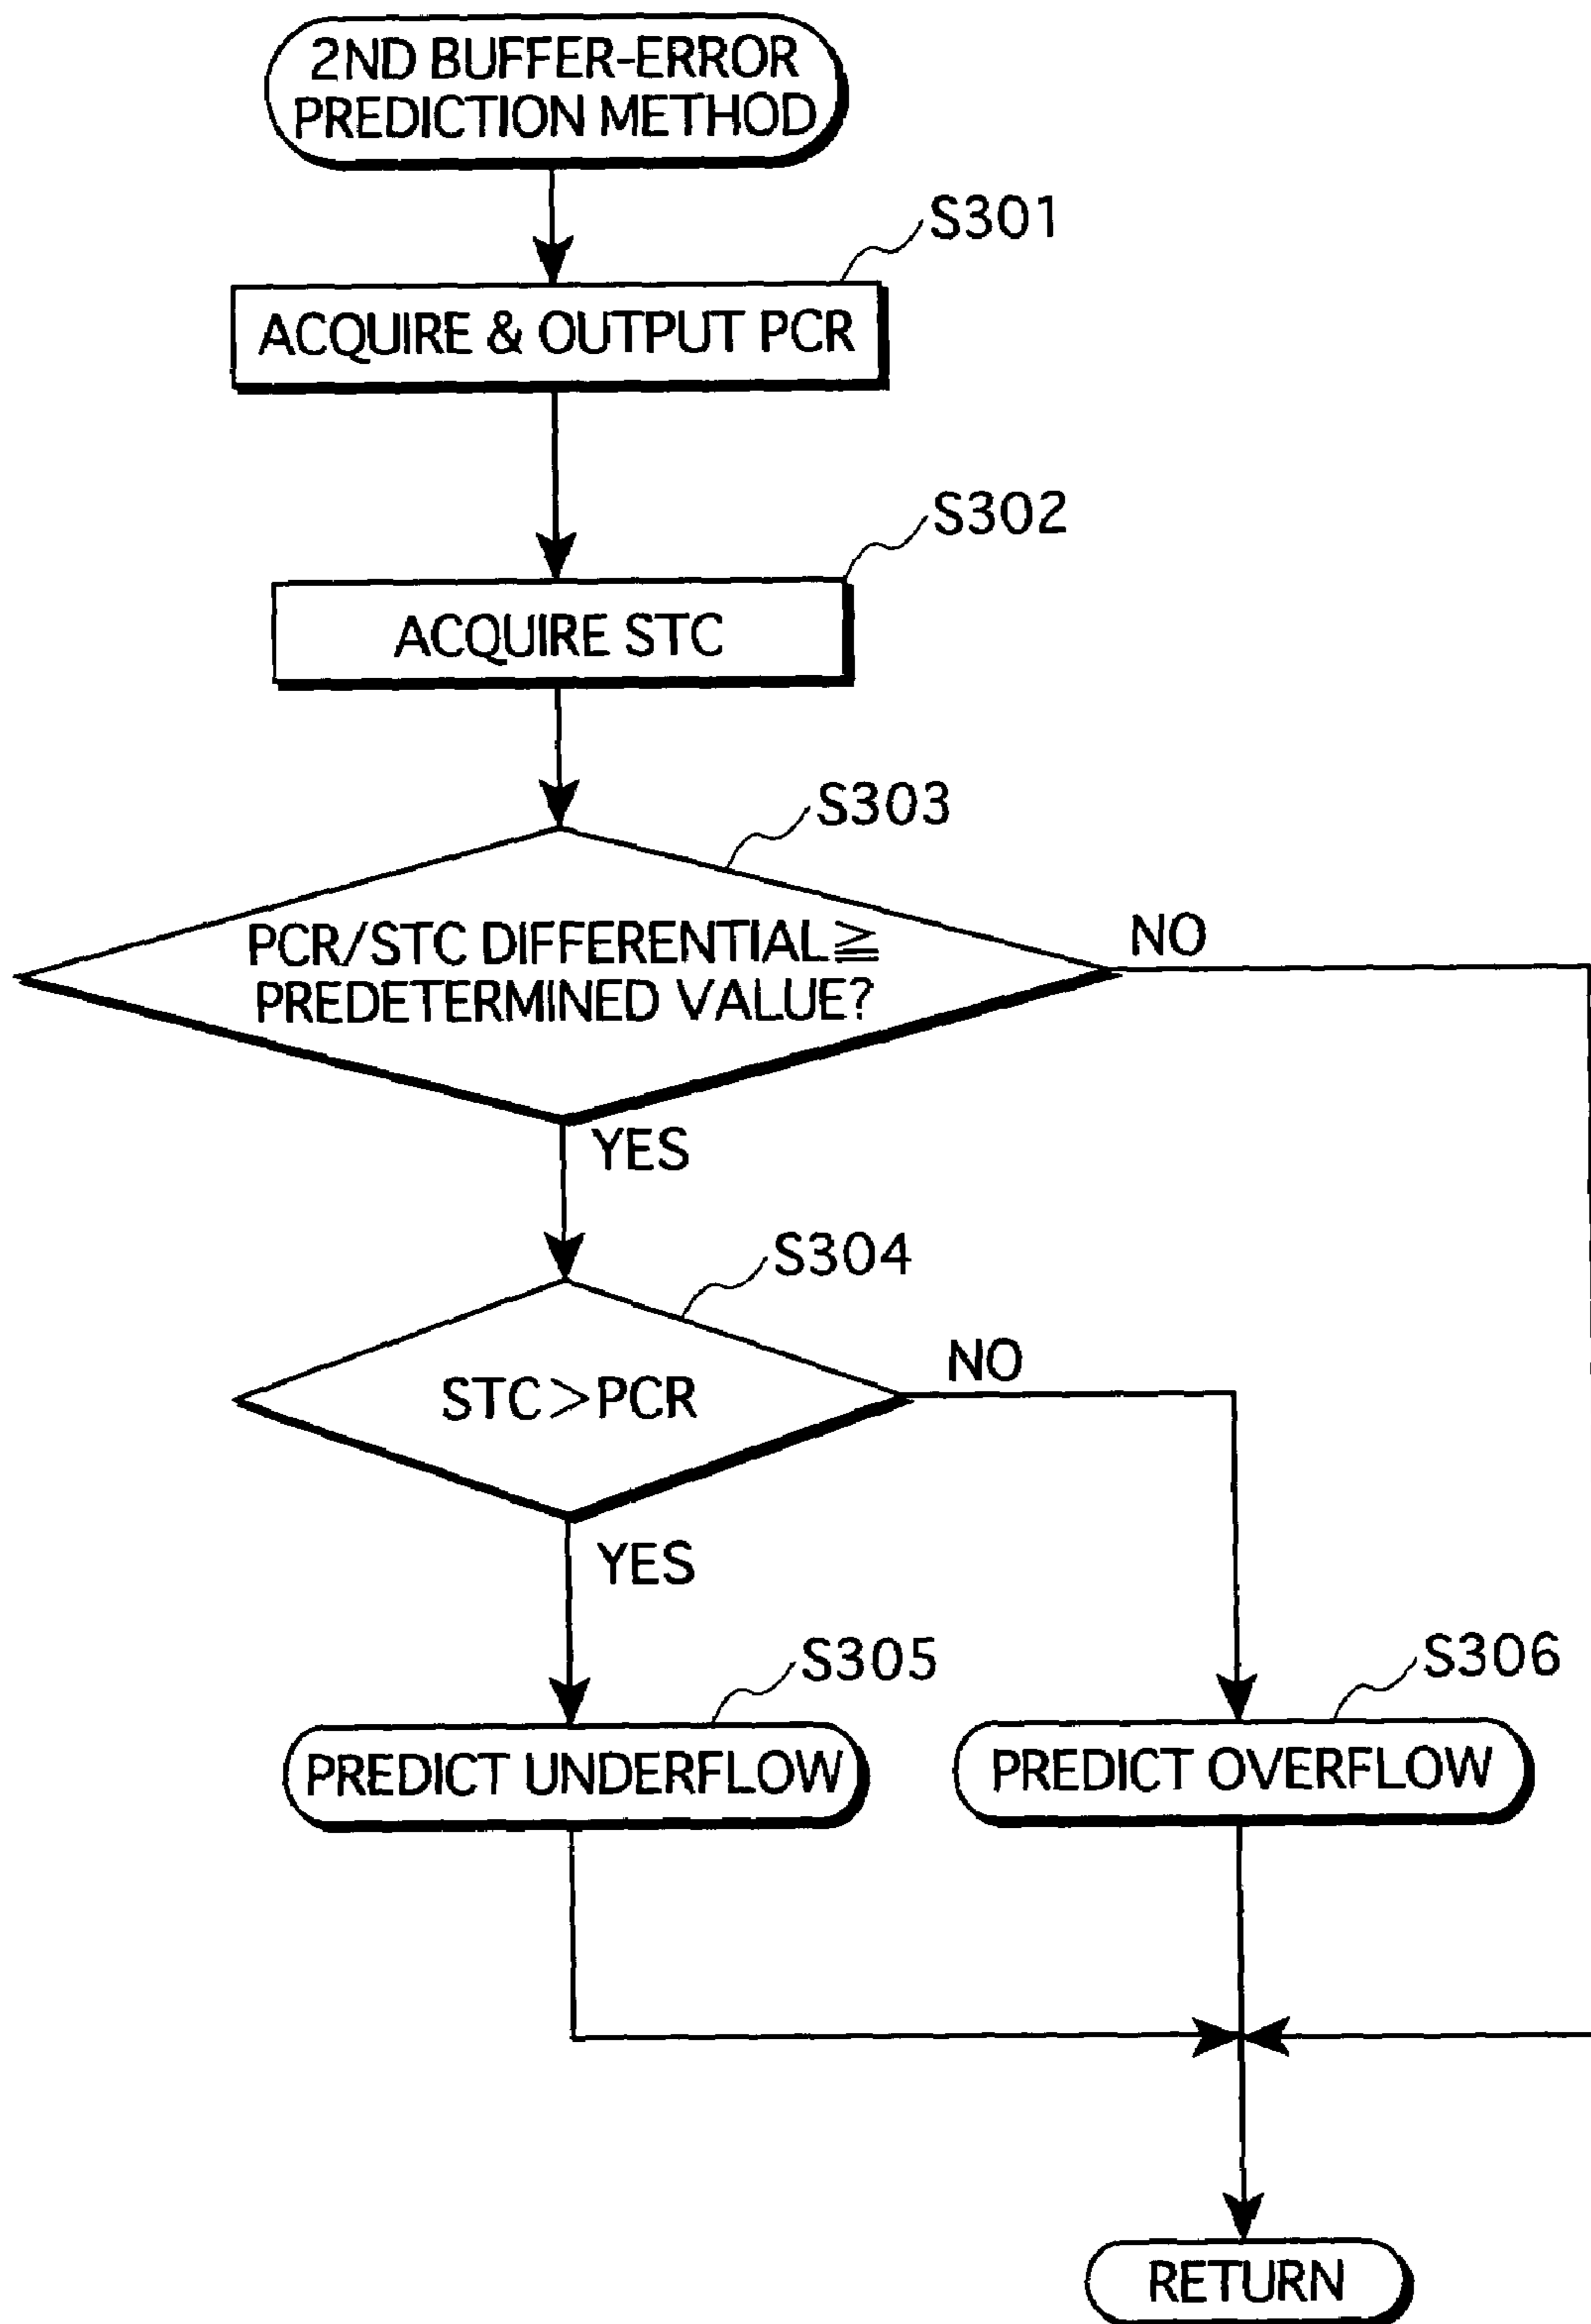 2ND BUFFER-ERROR
PREDICTION METHOD
S301
ACQUIRE & OUTPUT PCR
S302
ACQUIRE STC
S303
PCR/STC DIFFERENTIAL≧
PREDETERMINED VALUE?
NO
YES
S304
STC>PCR
NO
YES
S305
PREDICT UNDERFLOW
S306
PREDICT OVERFLOW
RETURN